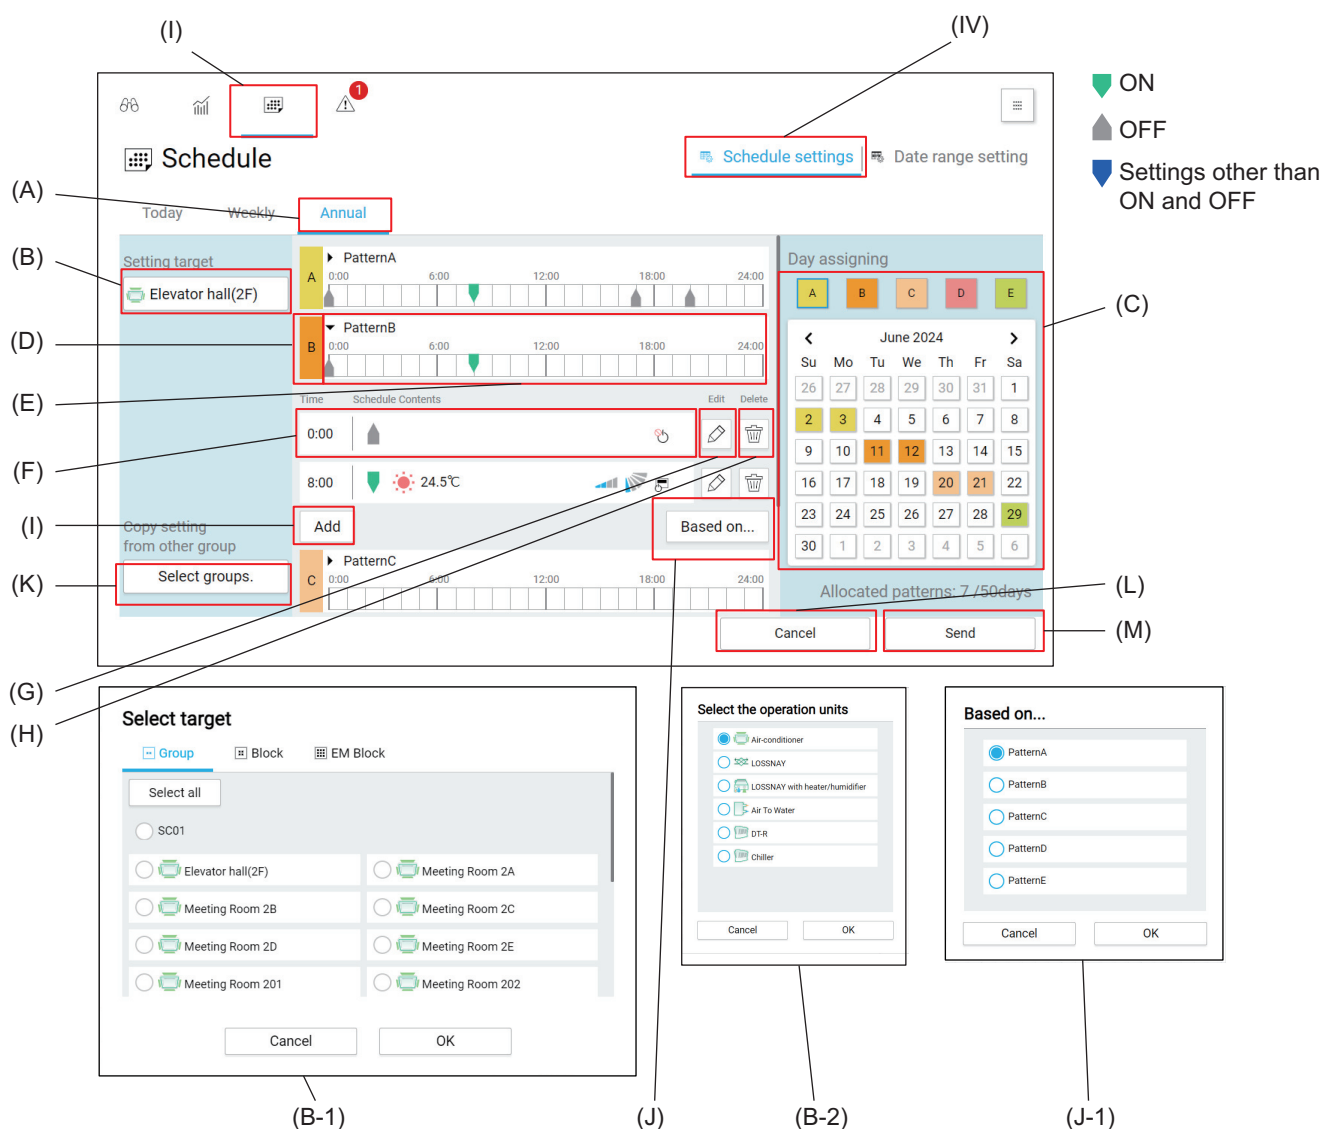 (I)
(IV)
1
ON
OFF
Settings other than
ON and OFF
Schedule
Schedule settings
Date range setting
(A)
Today
Weekly
Annual
(B)
Setting target
Elevator hall(2F)
A
PatternA
0:00 6:00 12:00 18:00 24:00
Day assigning
A B C D E
(C)
(D)
B
PatternB
0:00 6:00 12:00 18:00 24:00
June 2024
Su Mo Tu We Th Fr Sa
26 27 28 29 30 31 1
2 3 4 5 6 7 8
9 10 11 12 13 14 15
16 17 18 19 20 21 22
23 24 25 26 27 28 29
30 1 2 3 4 5 6
(E)
Time Schedule Contents Edit Delete
0:00
(F)
8:00 24.5℃
(I)
Add
Based on...
Copy setting
from other group
(K)
Select groups.
C
PatternC
0:00 6:00 12:00 18:00 24:00
Allocated patterns: 7 /50days
(L)
Cancel
Send
(M)
(G)
(H)
Select target
Group
Block
EM Block
Select all
SC01
Elevator hall(2F)
Meeting Room 2A
Meeting Room 2B
Meeting Room 2C
Meeting Room 2D
Meeting Room 2E
Meeting Room 201
Meeting Room 202
Cancel
OK
Select the operation units
Air-conditioner
LOSSNAY
LOSSNAY with heater/humidifier
Air To Water
DT-R
Chiller
Cancel
OK
Based on...
PatternA
PatternB
PatternC
PatternD
PatternE
Cancel
OK
(B-1)
(J)
(B-2)
(J-1)